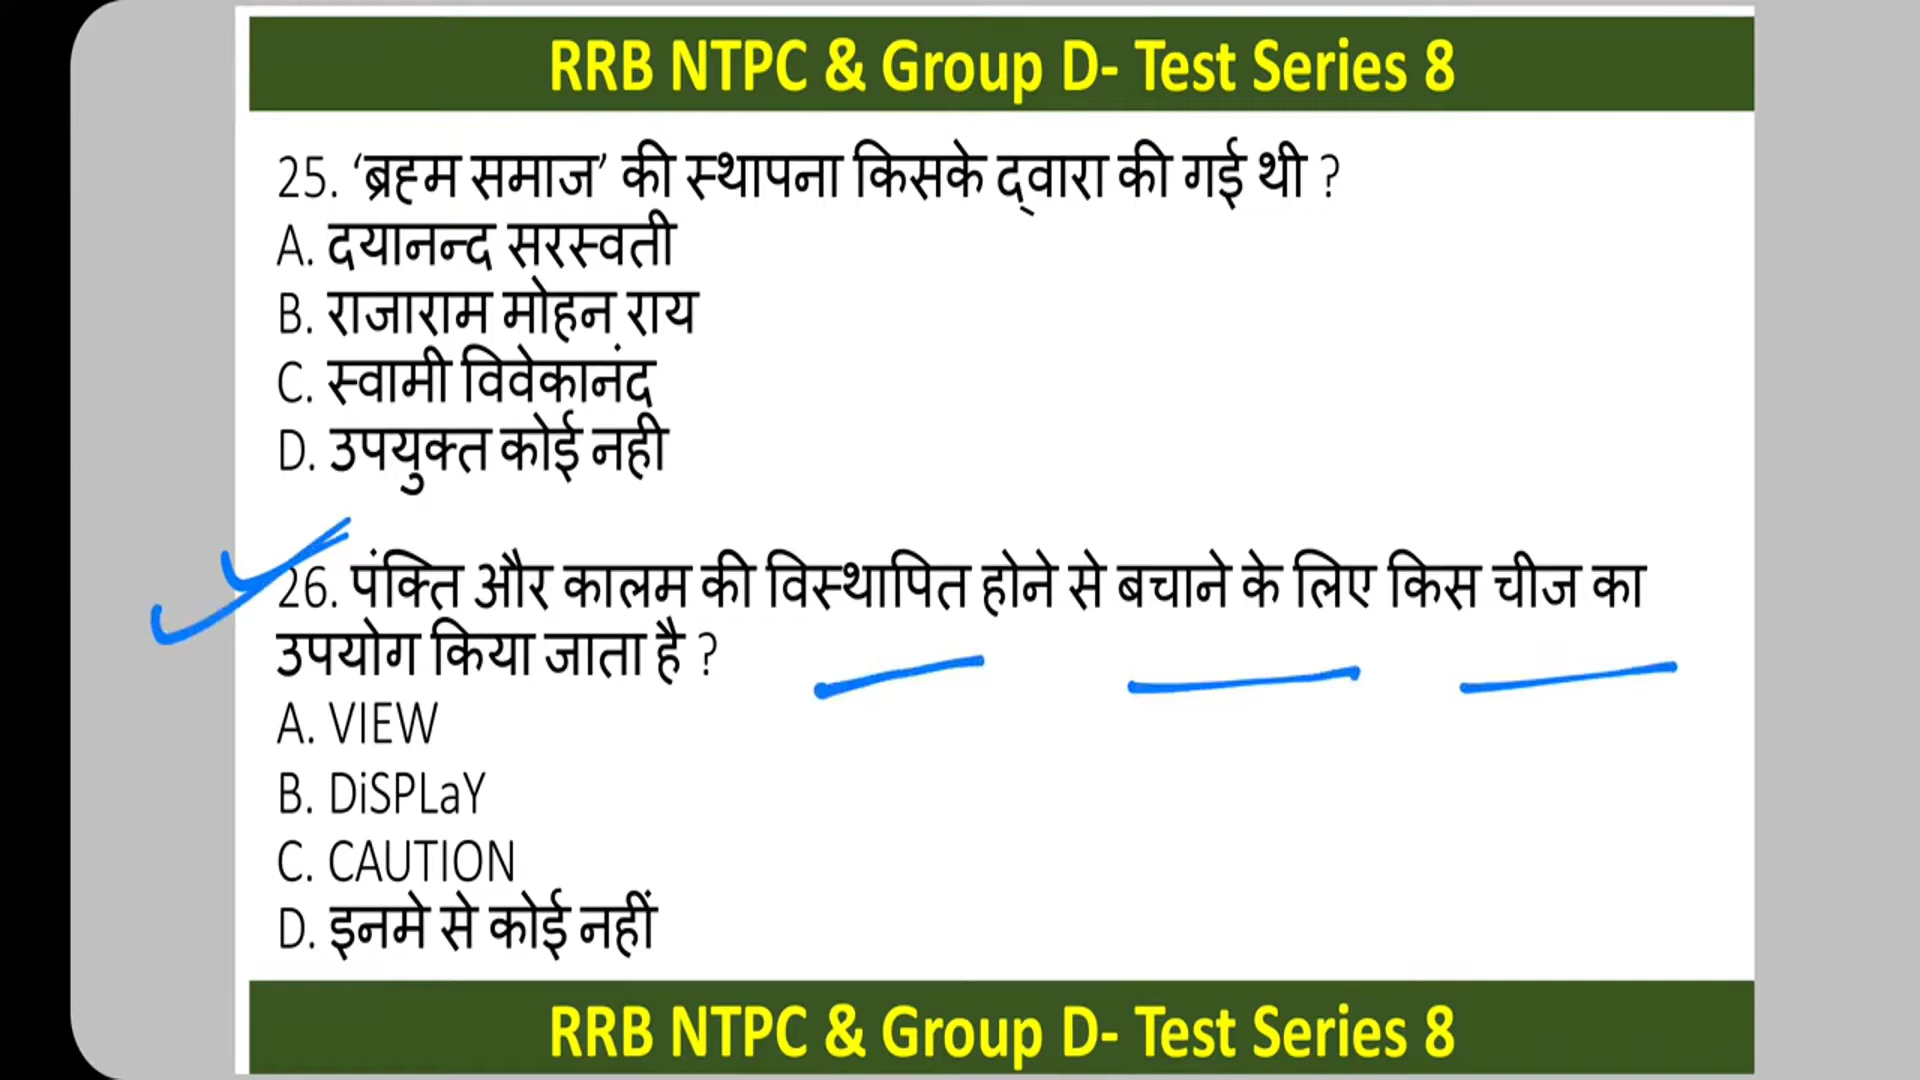 RRB NTPC & Group D- Test Series 8
25. ‘ब्रह्म समाज’ की स्थापना किसके द्वारा की गई थी ?
A. दयानन्द सरस्वती
B. राजाराम मोहन राय
C. स्वामी विवेकानंद
D. उपयुक्त कोई नही
26. पंक्ति और कालम की विस्थापित होने से बचाने के लिए किस चीज का
उपयोग किया जाता है ?
A. VIEW
B. DiSPLaY
C. CAUTION
D. इनमे से कोई नहीं
RRB NTPC & Group D- Test Series 8